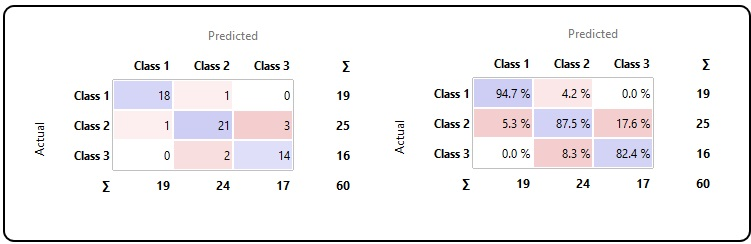 Predicted
Class 1 Class 2 Class 3 Σ
Class 1 18 1 0 19
Class 2 1 21 3 25
Class 3 0 2 14 16
Σ 19 24 17 60
Actual
Predicted
Class 1 Class 2 Class 3 Σ
Class 1 94.7 % 4.2 % 0.0 % 19
Class 2 5.3 % 87.5 % 17.6 % 25
Class 3 0.0 % 8.3 % 82.4 % 16
Σ 19 24 17 60
Actual